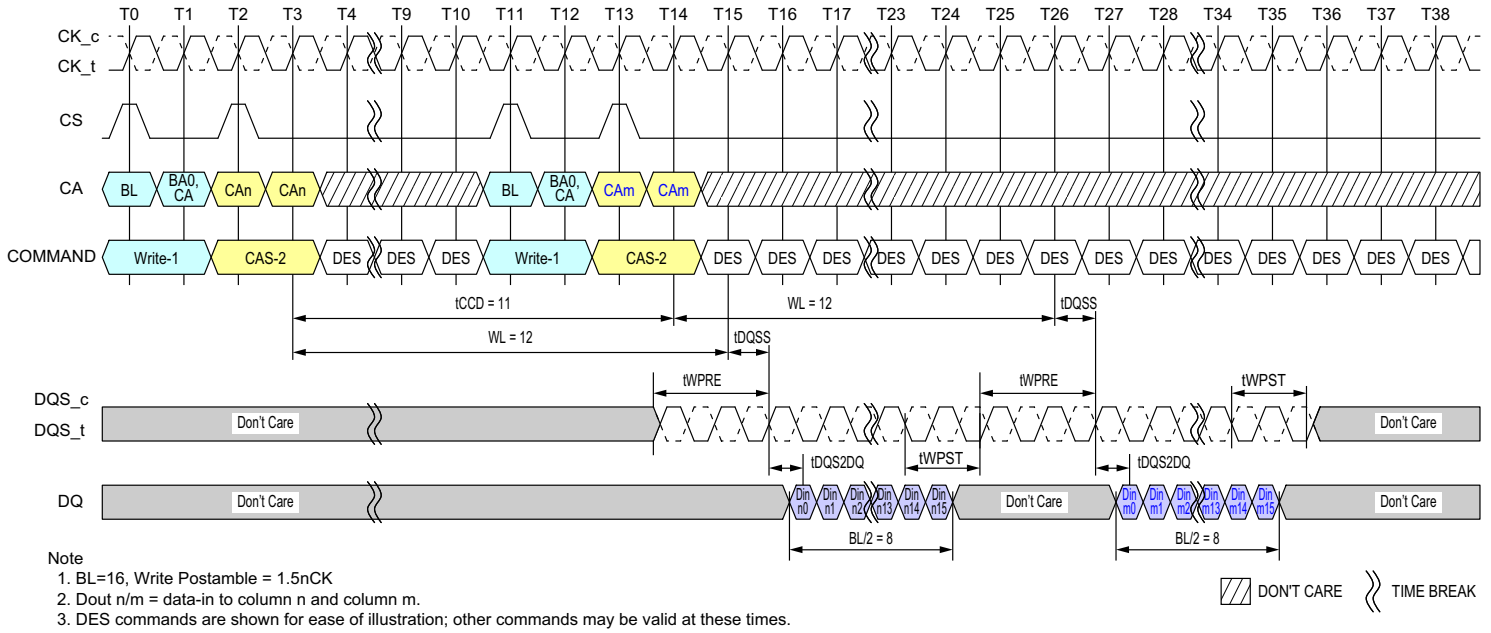 T0 T1 T2 T3 T4 T9 T10 T11 T12 T13 T14 T15 T16 T17 T22 T23 T24 T25 T26 T27 T28 T34 T35 T36 T37 T38
CK_c
CK_t
CS
CA BL BA0, CA CAn CAn BL BA0, CA CAm CAm
COMMAND Write-1 CAS-2 DES DES DES Write-1 CAS-2 DES DES DES DES DES DES DES DES DES DES DES DES DES DES DES
tCCD = 11 WL = 12 tDQSS
WL = 12 tDQSS
tWPRE tWPRE tWPST
DQS_c
DQS_t Don't Care Don't Care
tDQS2DQ tWPST tDQS2DQ
DQ Don't Care Din n0 Din n1 Din n2 Din n13 Din n14 Din n15 Don't Care Din m0 Din m1 Din m2 Din m13 Din m14 Din m15 Don't Care
BL/2 = 8 BL/2 = 8
Note
1. BL=16, Write Postamble = 1.5nCK
2. Dout n/m = data-in to column n and column m.
3. DES commands are shown for ease of illustration; other commands may be valid at these times.
DON'T CARE TIME BREAK